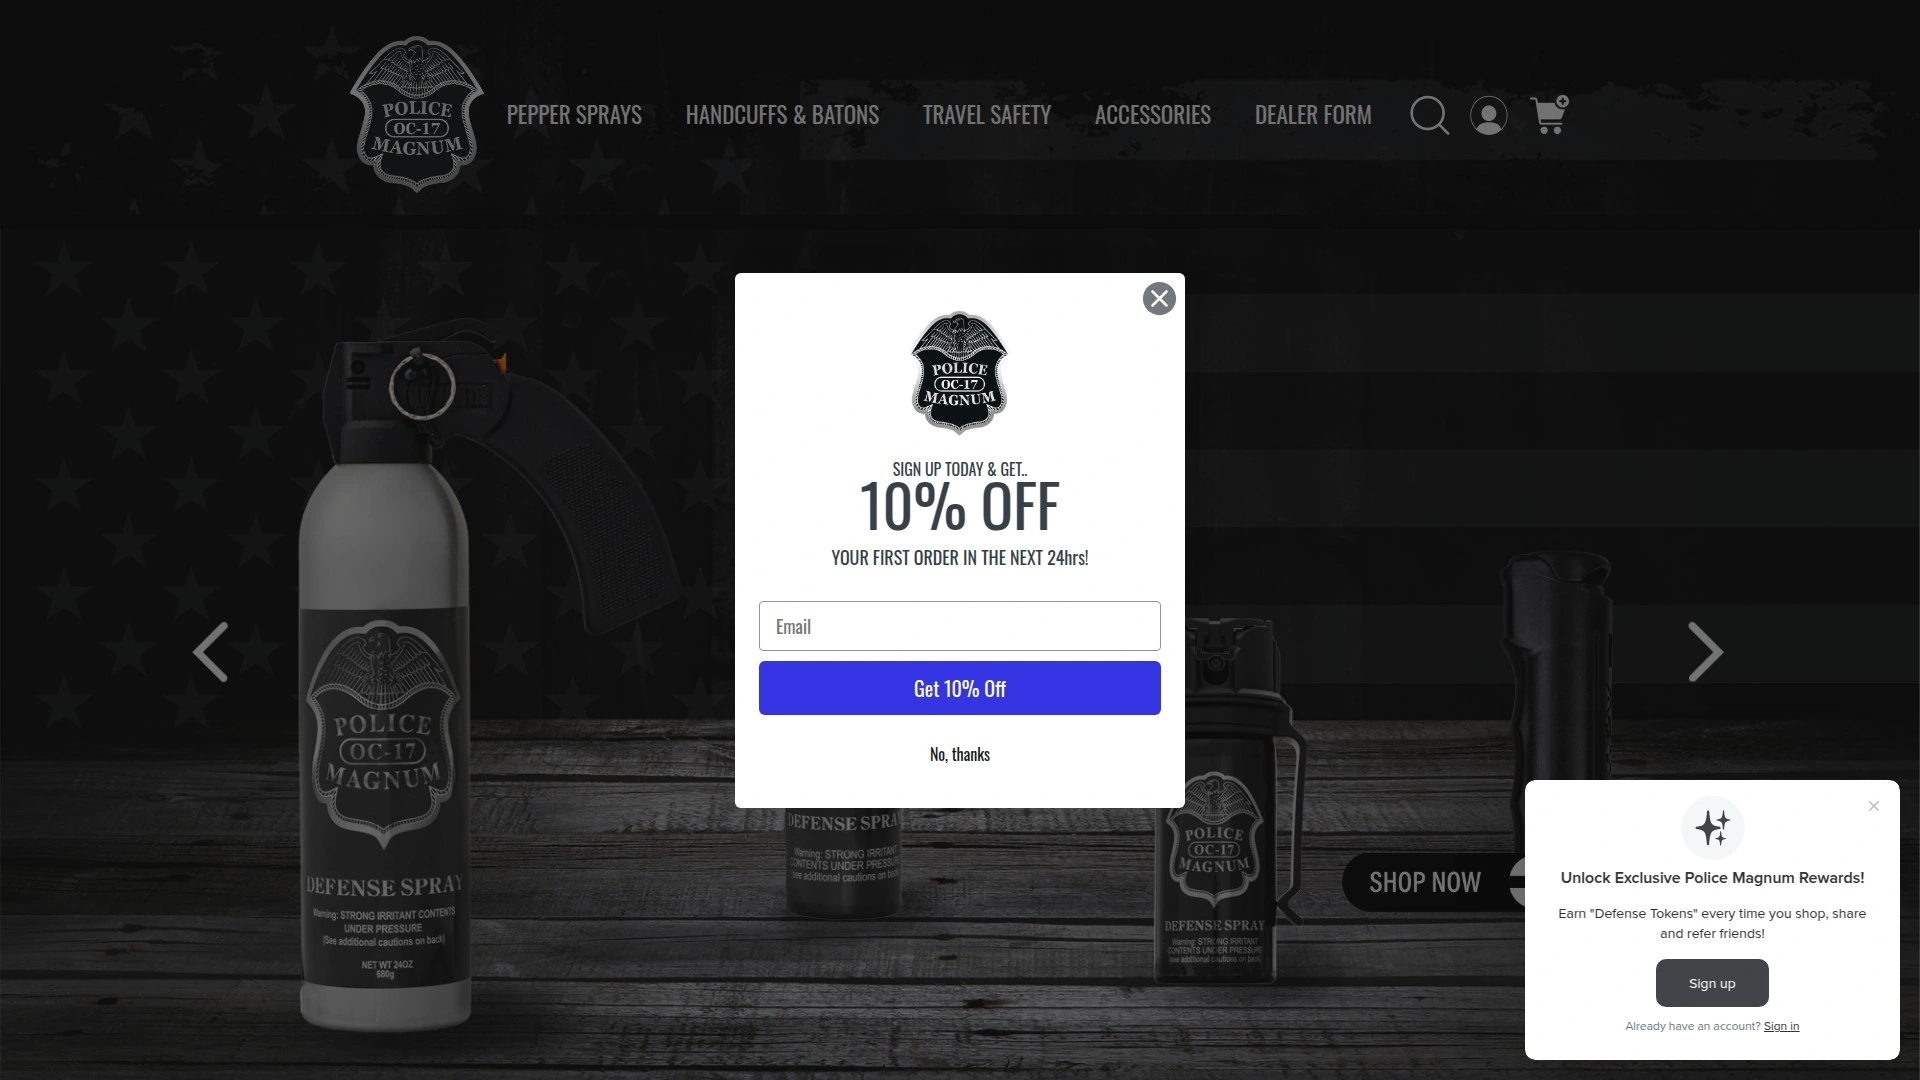 POLICE
OC-17
MAGNUM
PEPPER SPRAYS
HANDCUFFS & BATONS
TRAVEL SAFETY
ACCESSORIES
DEALER FORM
POLICE
OC-17
MAGNUM
SIGN UP TODAY & GET..
10% OFF
YOUR FIRST ORDER IN THE NEXT 24hrs!
Email
Get 10% Off
No, thanks
POLICE
OC-17
MAGNUM
DEFENSE SPRAY
Warning: STRONG IRRITANT CONTENTS
UNDER PRESSURE
(See additional cautions on back)
NET WT 24OZ
680g
DEFENSE SPRAY
Warning: STRONG IRRITANT
CONTENTS UNDER PRESSURE
(see additional cautions on back)
POLICE
OC-17
MAGNUM
DEFENSE SPRAY
Warning: STRONG IRRITANT
CONTENTS UNDER PRESSURE
(see additional cautions on back)
SHOP NOW
Unlock Exclusive Police Magnum Rewards!
Earn "Defense Tokens" every time you shop, share
and refer friends!
Sign up
Already have an account? Sign in